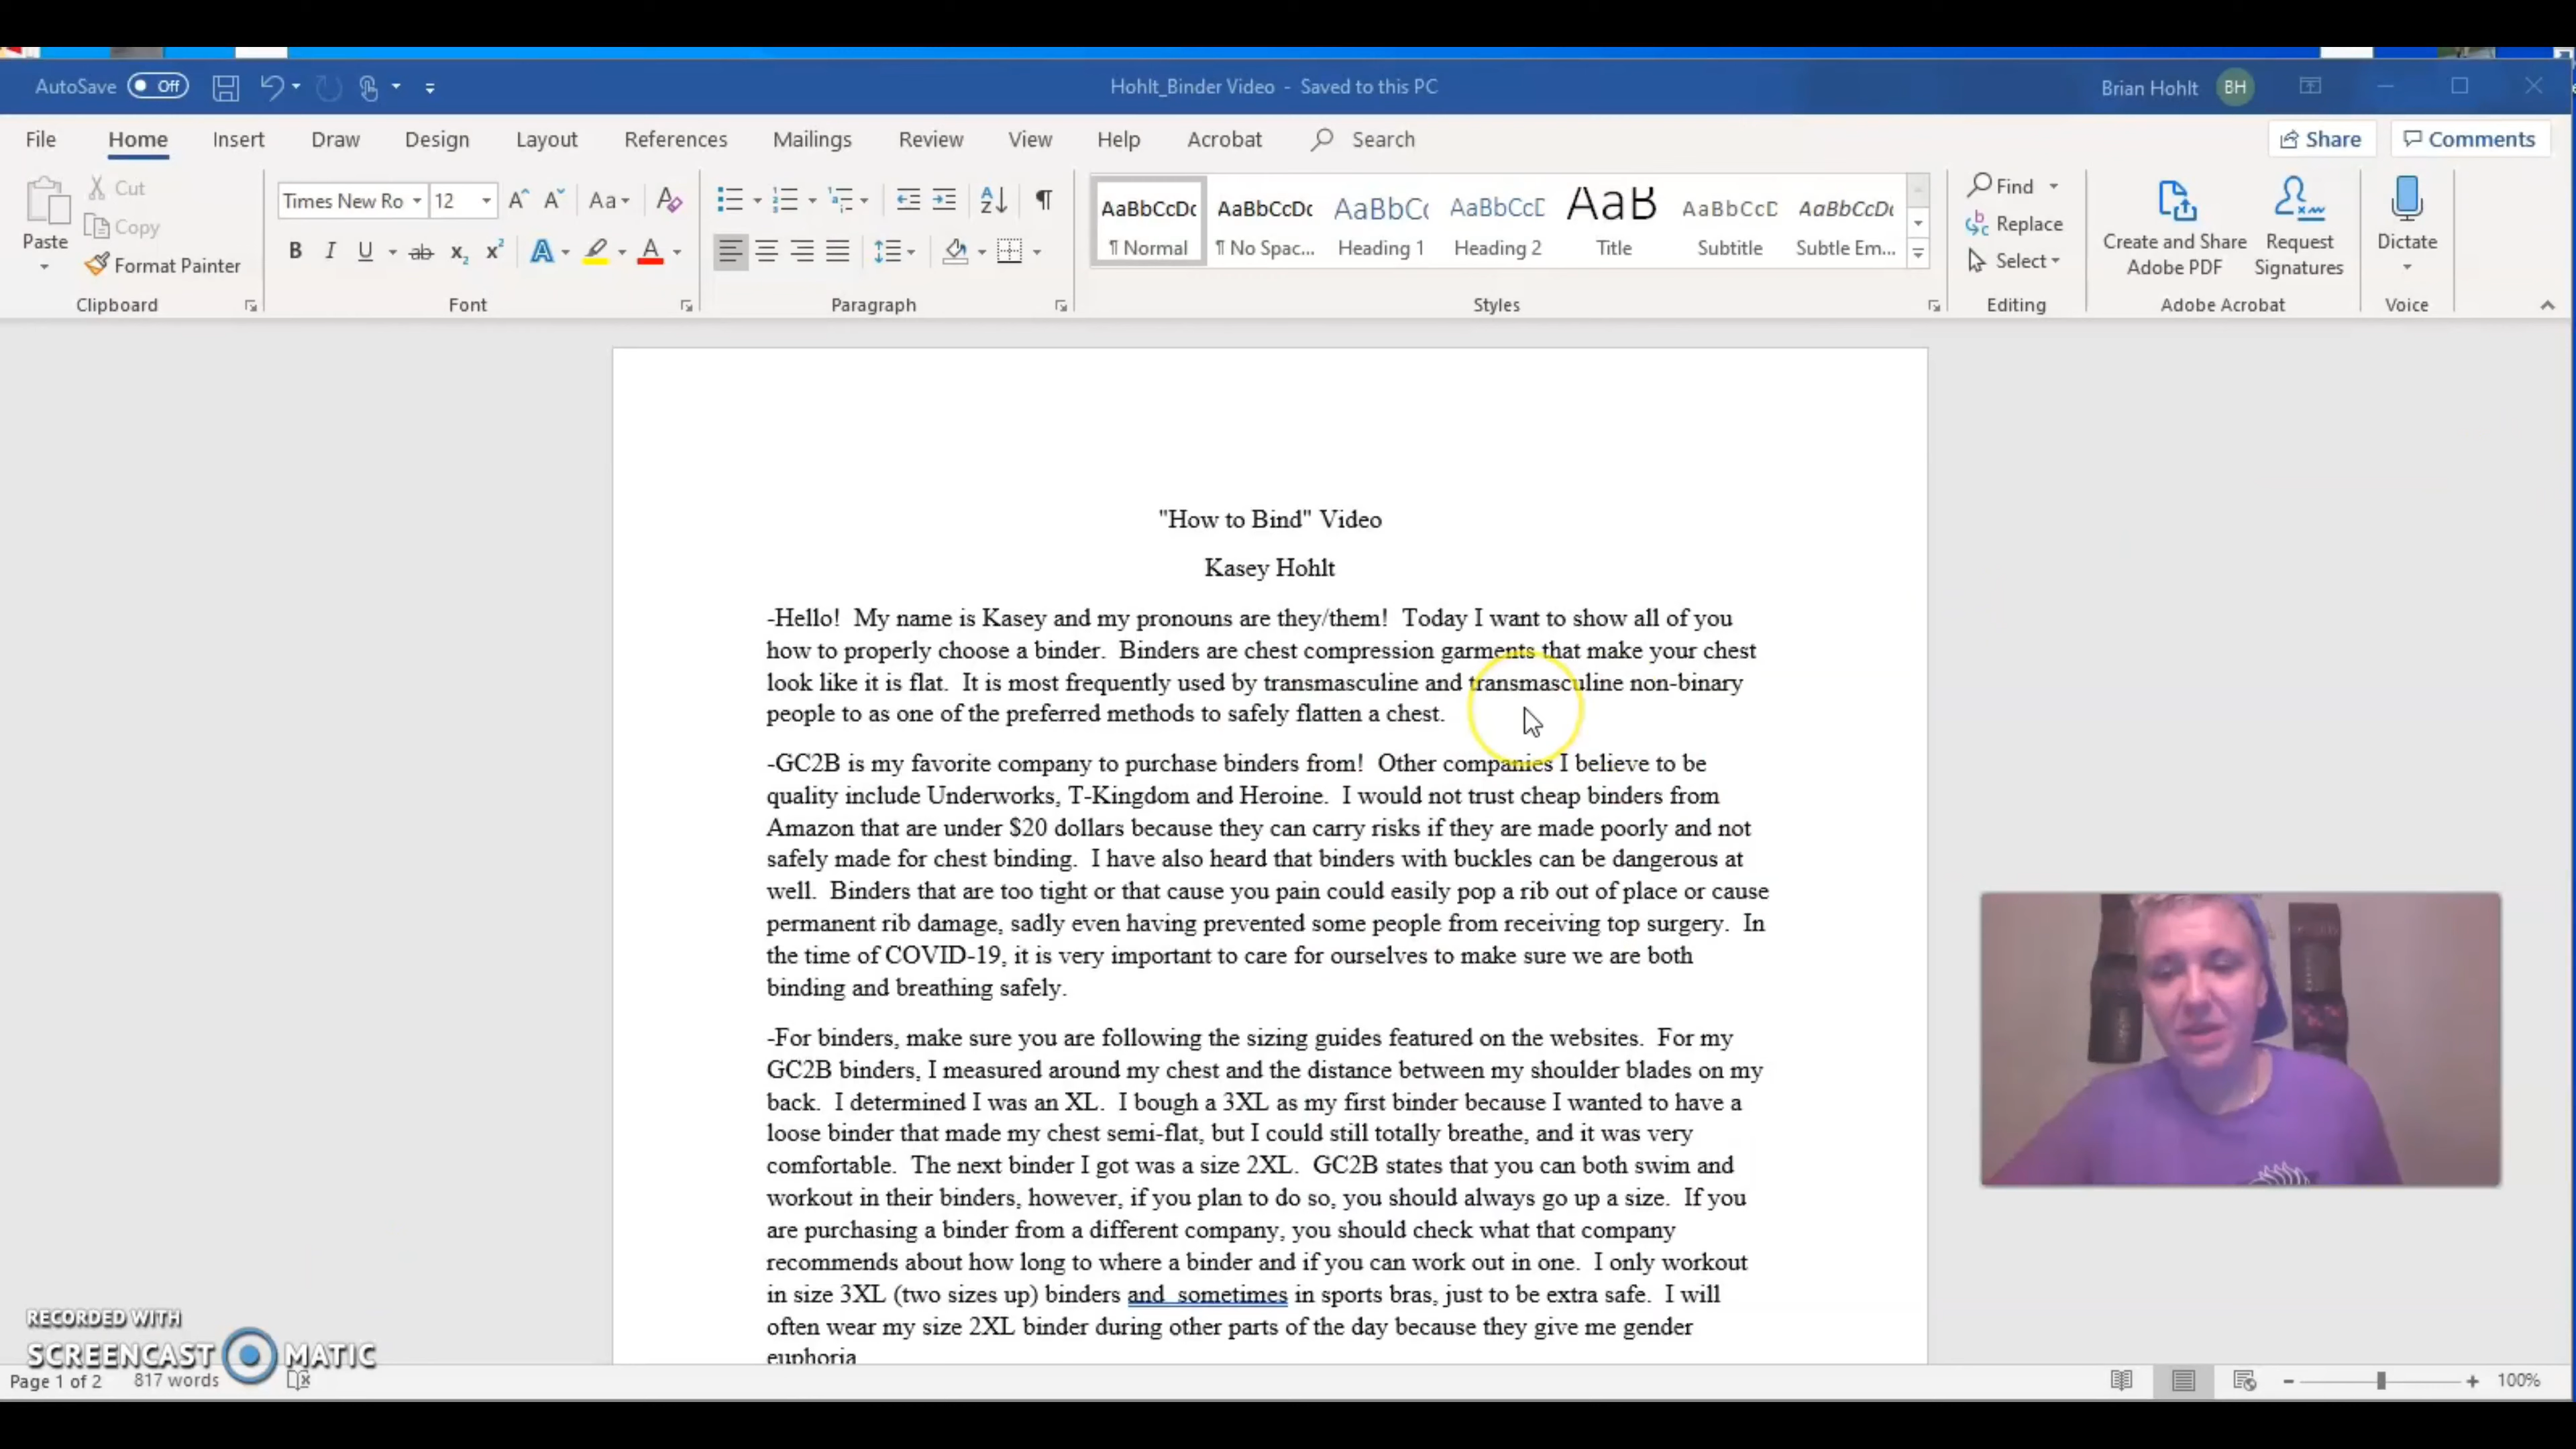 AutoSave Off
Hohlt_Binder Video - Saved to this PC
Brian Hohlt BH
File Home Insert Draw Design Layout References Mailings Review View Help Acrobat Search Share Comments
Paste
Cut
Copy
Format Painter
Clipboard
Times New Ro 12
Font
Paragraph
AaBbCcDc AaBbCcDc AaBbC AaBbCcD AaB AaBbCcD AaBbCcDc
¶ Normal ¶ No Spac... Heading 1 Heading 2 Title Subtitle Subtle Em...
Styles
Find
Replace
Select
Editing
Create and Share
Adobe PDF
Request
Signatures
Adobe Acrobat
Dictate
Voice
"How to Bind" Video
Kasey Hohlt
-Hello!  My name is Kasey and my pronouns are they/them!  Today I want to show all of you
how to properly choose a binder.  Binders are chest compression garments that make your chest
look like it is flat.  It is most frequently used by transmasculine and transmasculine non-binary
people to as one of the preferred methods to safely flatten a chest.
-GC2B is my favorite company to purchase binders from!  Other companies I believe to be
quality include Underworks, T-Kingdom and Heroine.  I would not trust cheap binders from
Amazon that are under $20 dollars because they can carry risks if they are made poorly and not
safely made for chest binding.  I have also heard that binders with buckles can be dangerous at
well.  Binders that are too tight or that cause you pain could easily pop a rib out of place or cause
permanent rib damage, sadly even having prevented some people from receiving top surgery.  In
the time of COVID-19, it is very important to care for ourselves to make sure we are both
binding and breathing safely.
-For binders, make sure you are following the sizing guides featured on the websites.  For my
GC2B binders, I measured around my chest and the distance between my shoulder blades on my
back.  I determined I was an XL.  I bough a 3XL as my first binder because I wanted to have a
loose binder that made my chest semi-flat, but I could still totally breathe, and it was very
comfortable.  The next binder I got was a size 2XL.  GC2B states that you can both swim and
workout in their binders, however, if you plan to do so, you should always go up a size.  If you
are purchasing a binder from a different company, you should check what that company
recommends about how long to where a binder and if you can work out in one.  I only workout
in size 3XL (two sizes up) binders and  sometimes in sports bras, just to be extra safe.  I will
often wear my size 2XL binder during other parts of the day because they give me gender
euphoria
RECORDED WITH
SCREENCAST MATIC
Page 1 of 2 817 words
100%